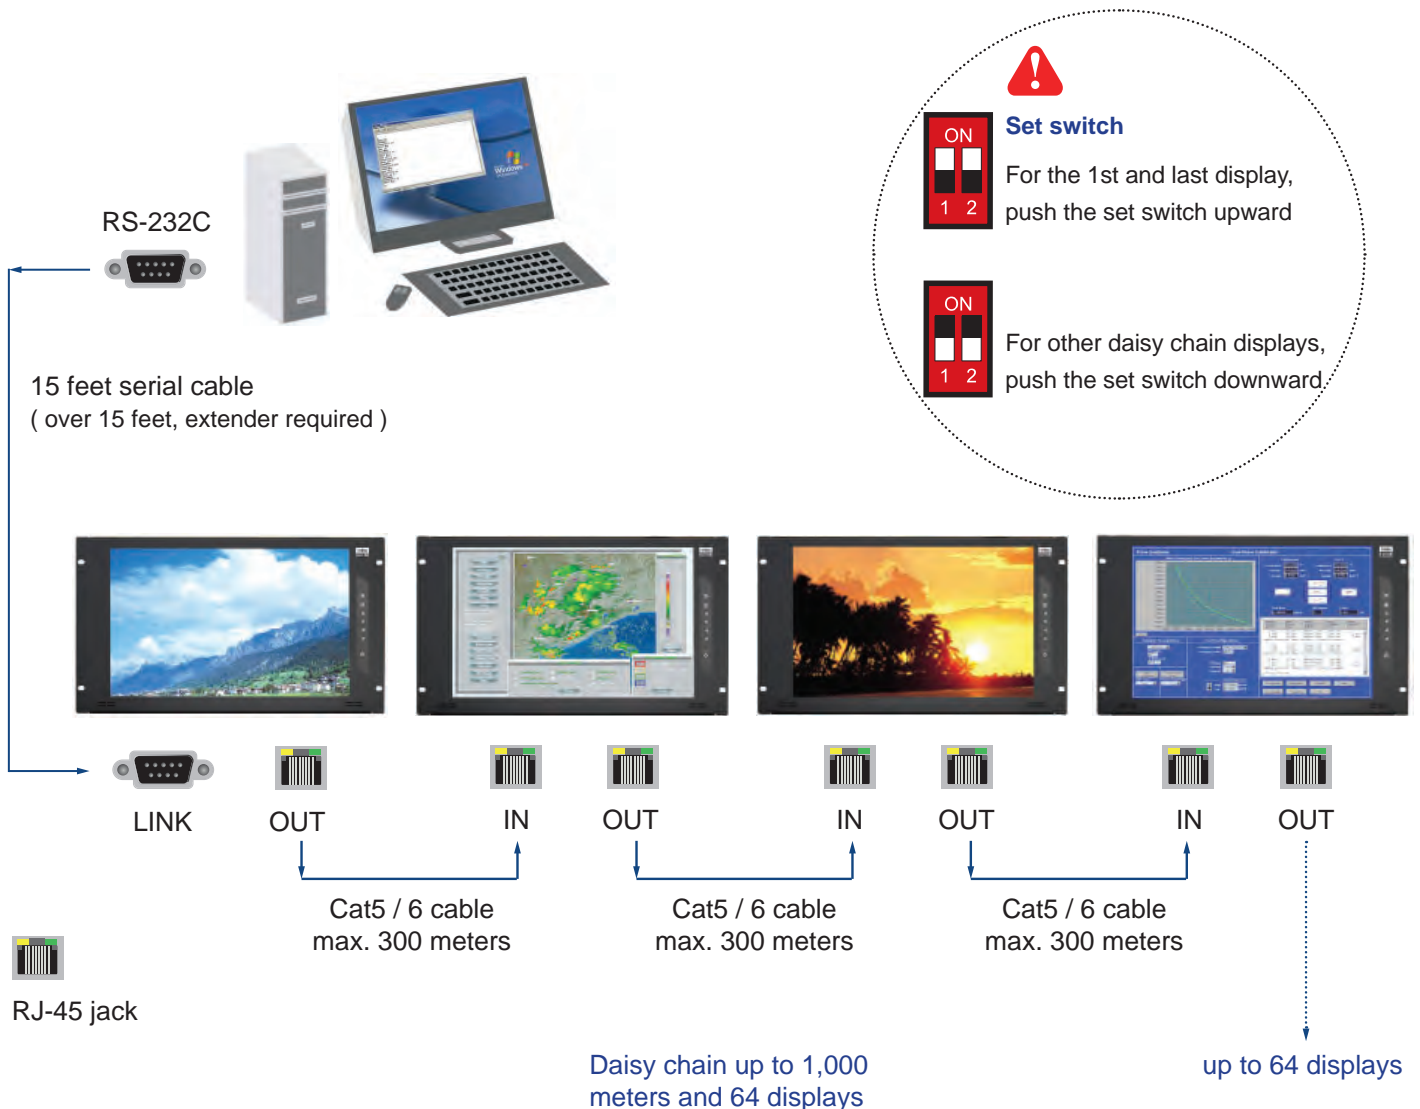 Set switch
ON
1 2
For the 1st and last display,
push the set switch upward
ON
1 2
For other daisy chain displays,
push the set switch downward.
RS-232C
Windows
15 feet serial cable
( over 15 feet, extender required )
LINK
OUT
IN
OUT
IN
OUT
IN
OUT
Cat5 / 6 cable
max. 300 meters
Cat5 / 6 cable
max. 300 meters
Cat5 / 6 cable
max. 300 meters
RJ-45 jack
Daisy chain up to 1,000
meters and 64 displays
up to 64 displays